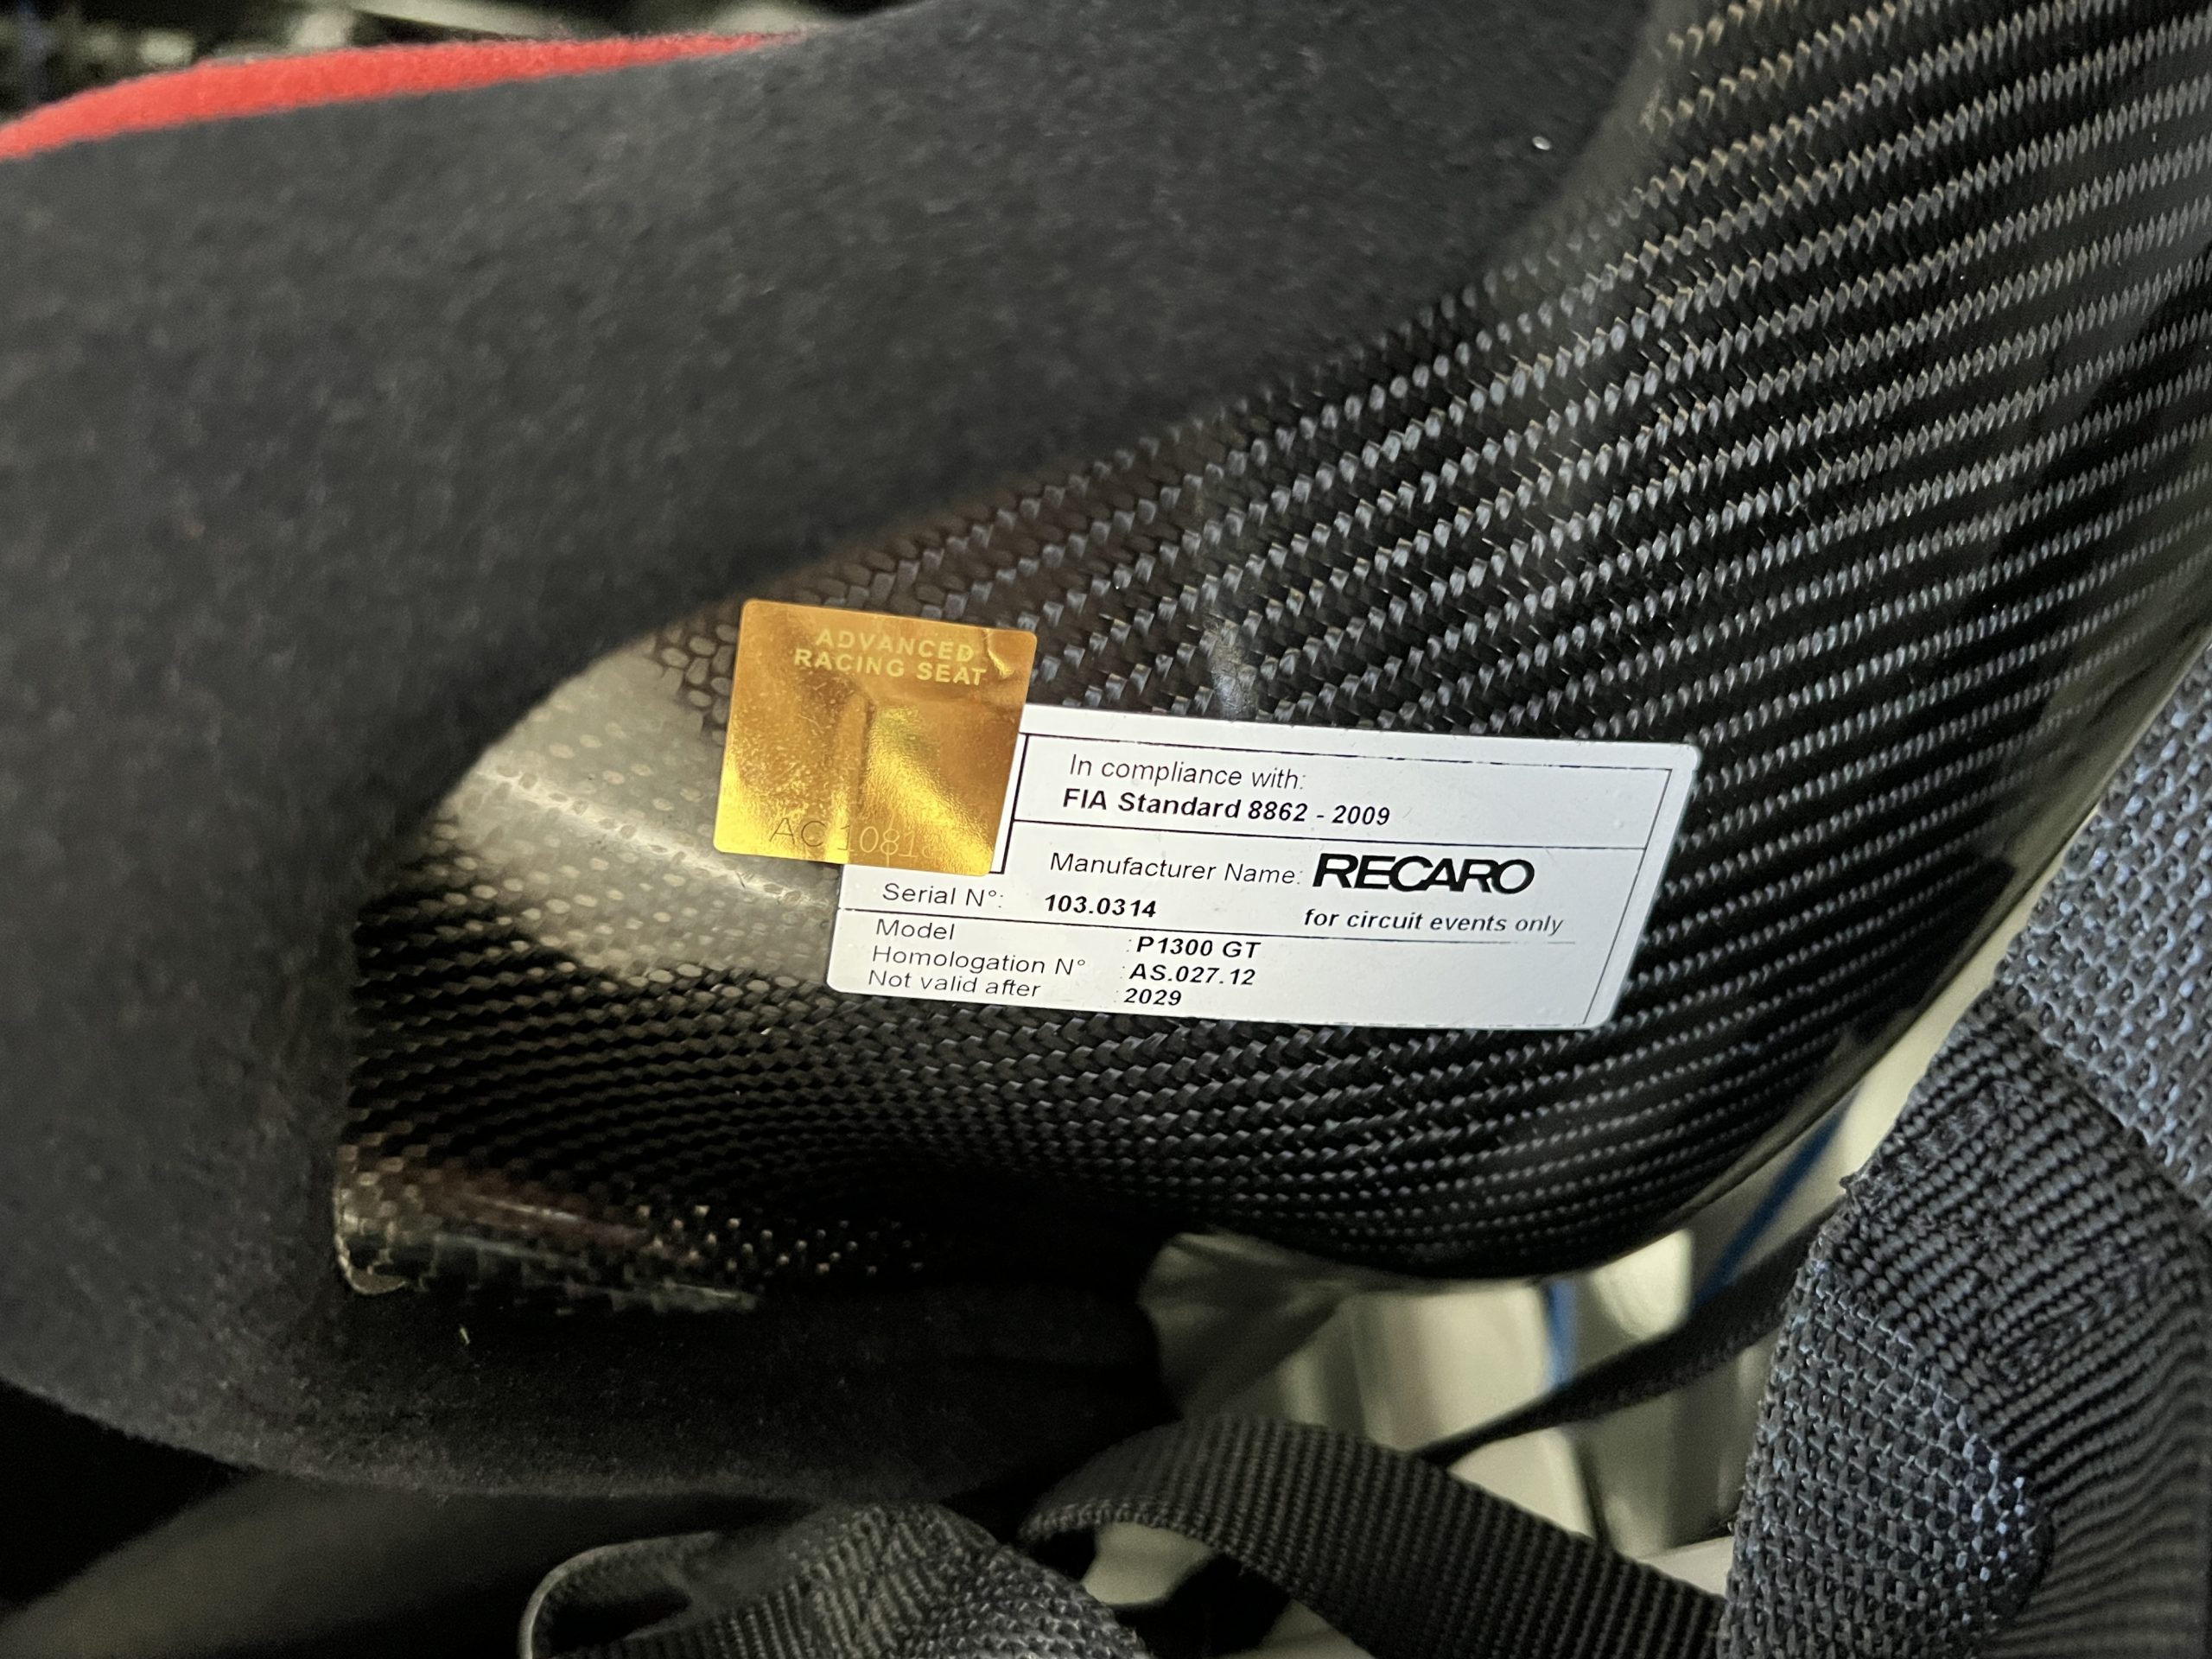 ADVANCED
RACING SEAT
AC
In compliance with:
FIA Standard 8862 - 2009
Manufacturer Name: RECARO
Serial N°: 103.0314 for circuit events only
Model : P1300 GT
Homologation N° : AS.027.12
Not valid after : 2029